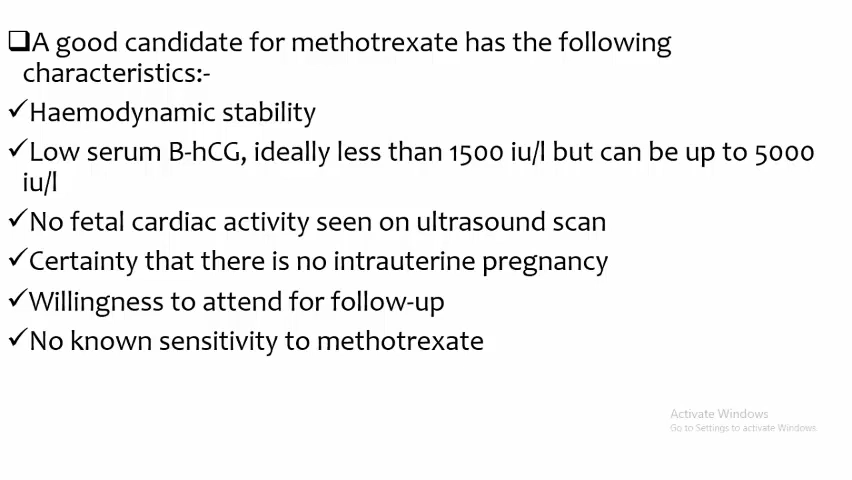 ❑A good candidate for methotrexate has the following
characteristics:-
✓Haemodynamic stability
✓Low serum B-hCG, ideally less than 1500 iu/l but can be up to 5000
iu/l
✓No fetal cardiac activity seen on ultrasound scan
✓Certainty that there is no intrauterine pregnancy
✓Willingness to attend for follow-up
✓No known sensitivity to methotrexate
Activate Windows
Go to Settings to activate Windows.